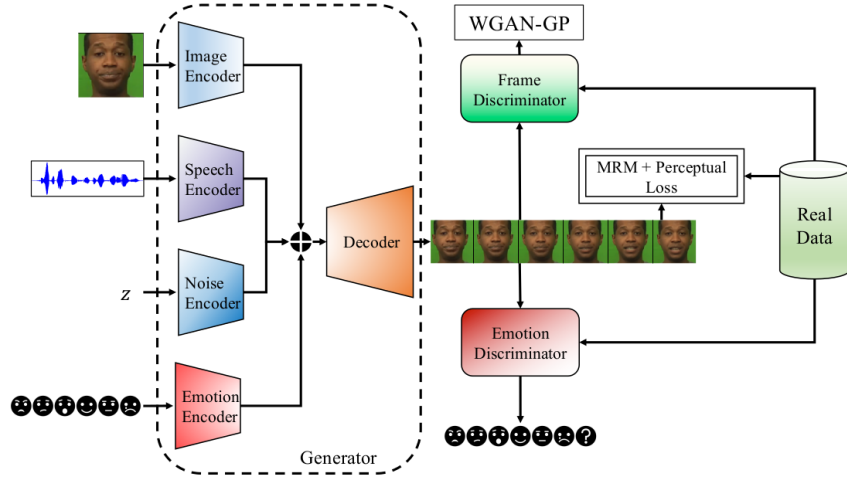 Image
Encoder
Speech
Encoder
z
Noise
Encoder
Emotion
Encoder
Generator
Decoder
WGAN-GP
Frame
Discriminator
MRM + Perceptual
Loss
Real
Data
Emotion
Discriminator
?